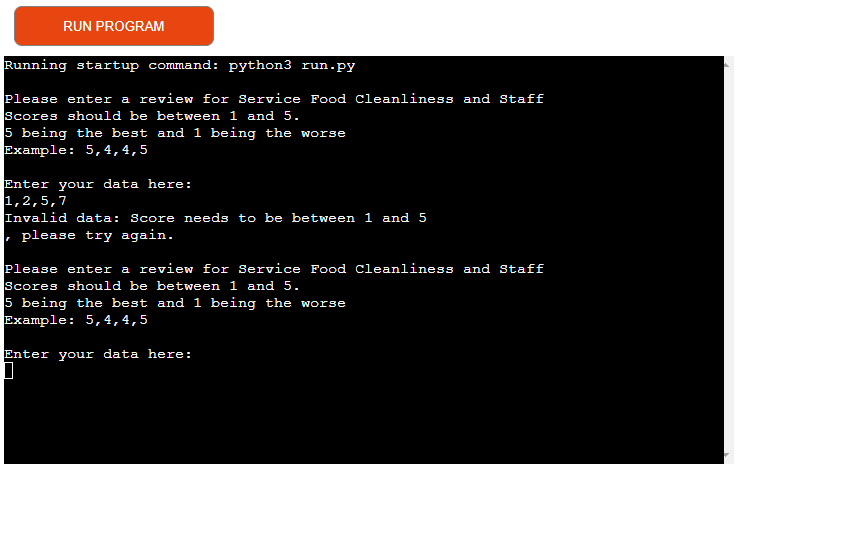 RUN PROGRAM
Running startup command: python3 run.py
Please enter a review for Service Food Cleanliness and Staff
Scores should be between 1 and 5.
5 being the best and 1 being the worse
Example: 5,4,4,5
Enter your data here:
1,2,5,7
Invalid data: Score needs to be between 1 and 5
, please try again.
Please enter a review for Service Food Cleanliness and Staff
Scores should be between 1 and 5.
5 being the best and 1 being the worse
Example: 5,4,4,5
Enter your data here: